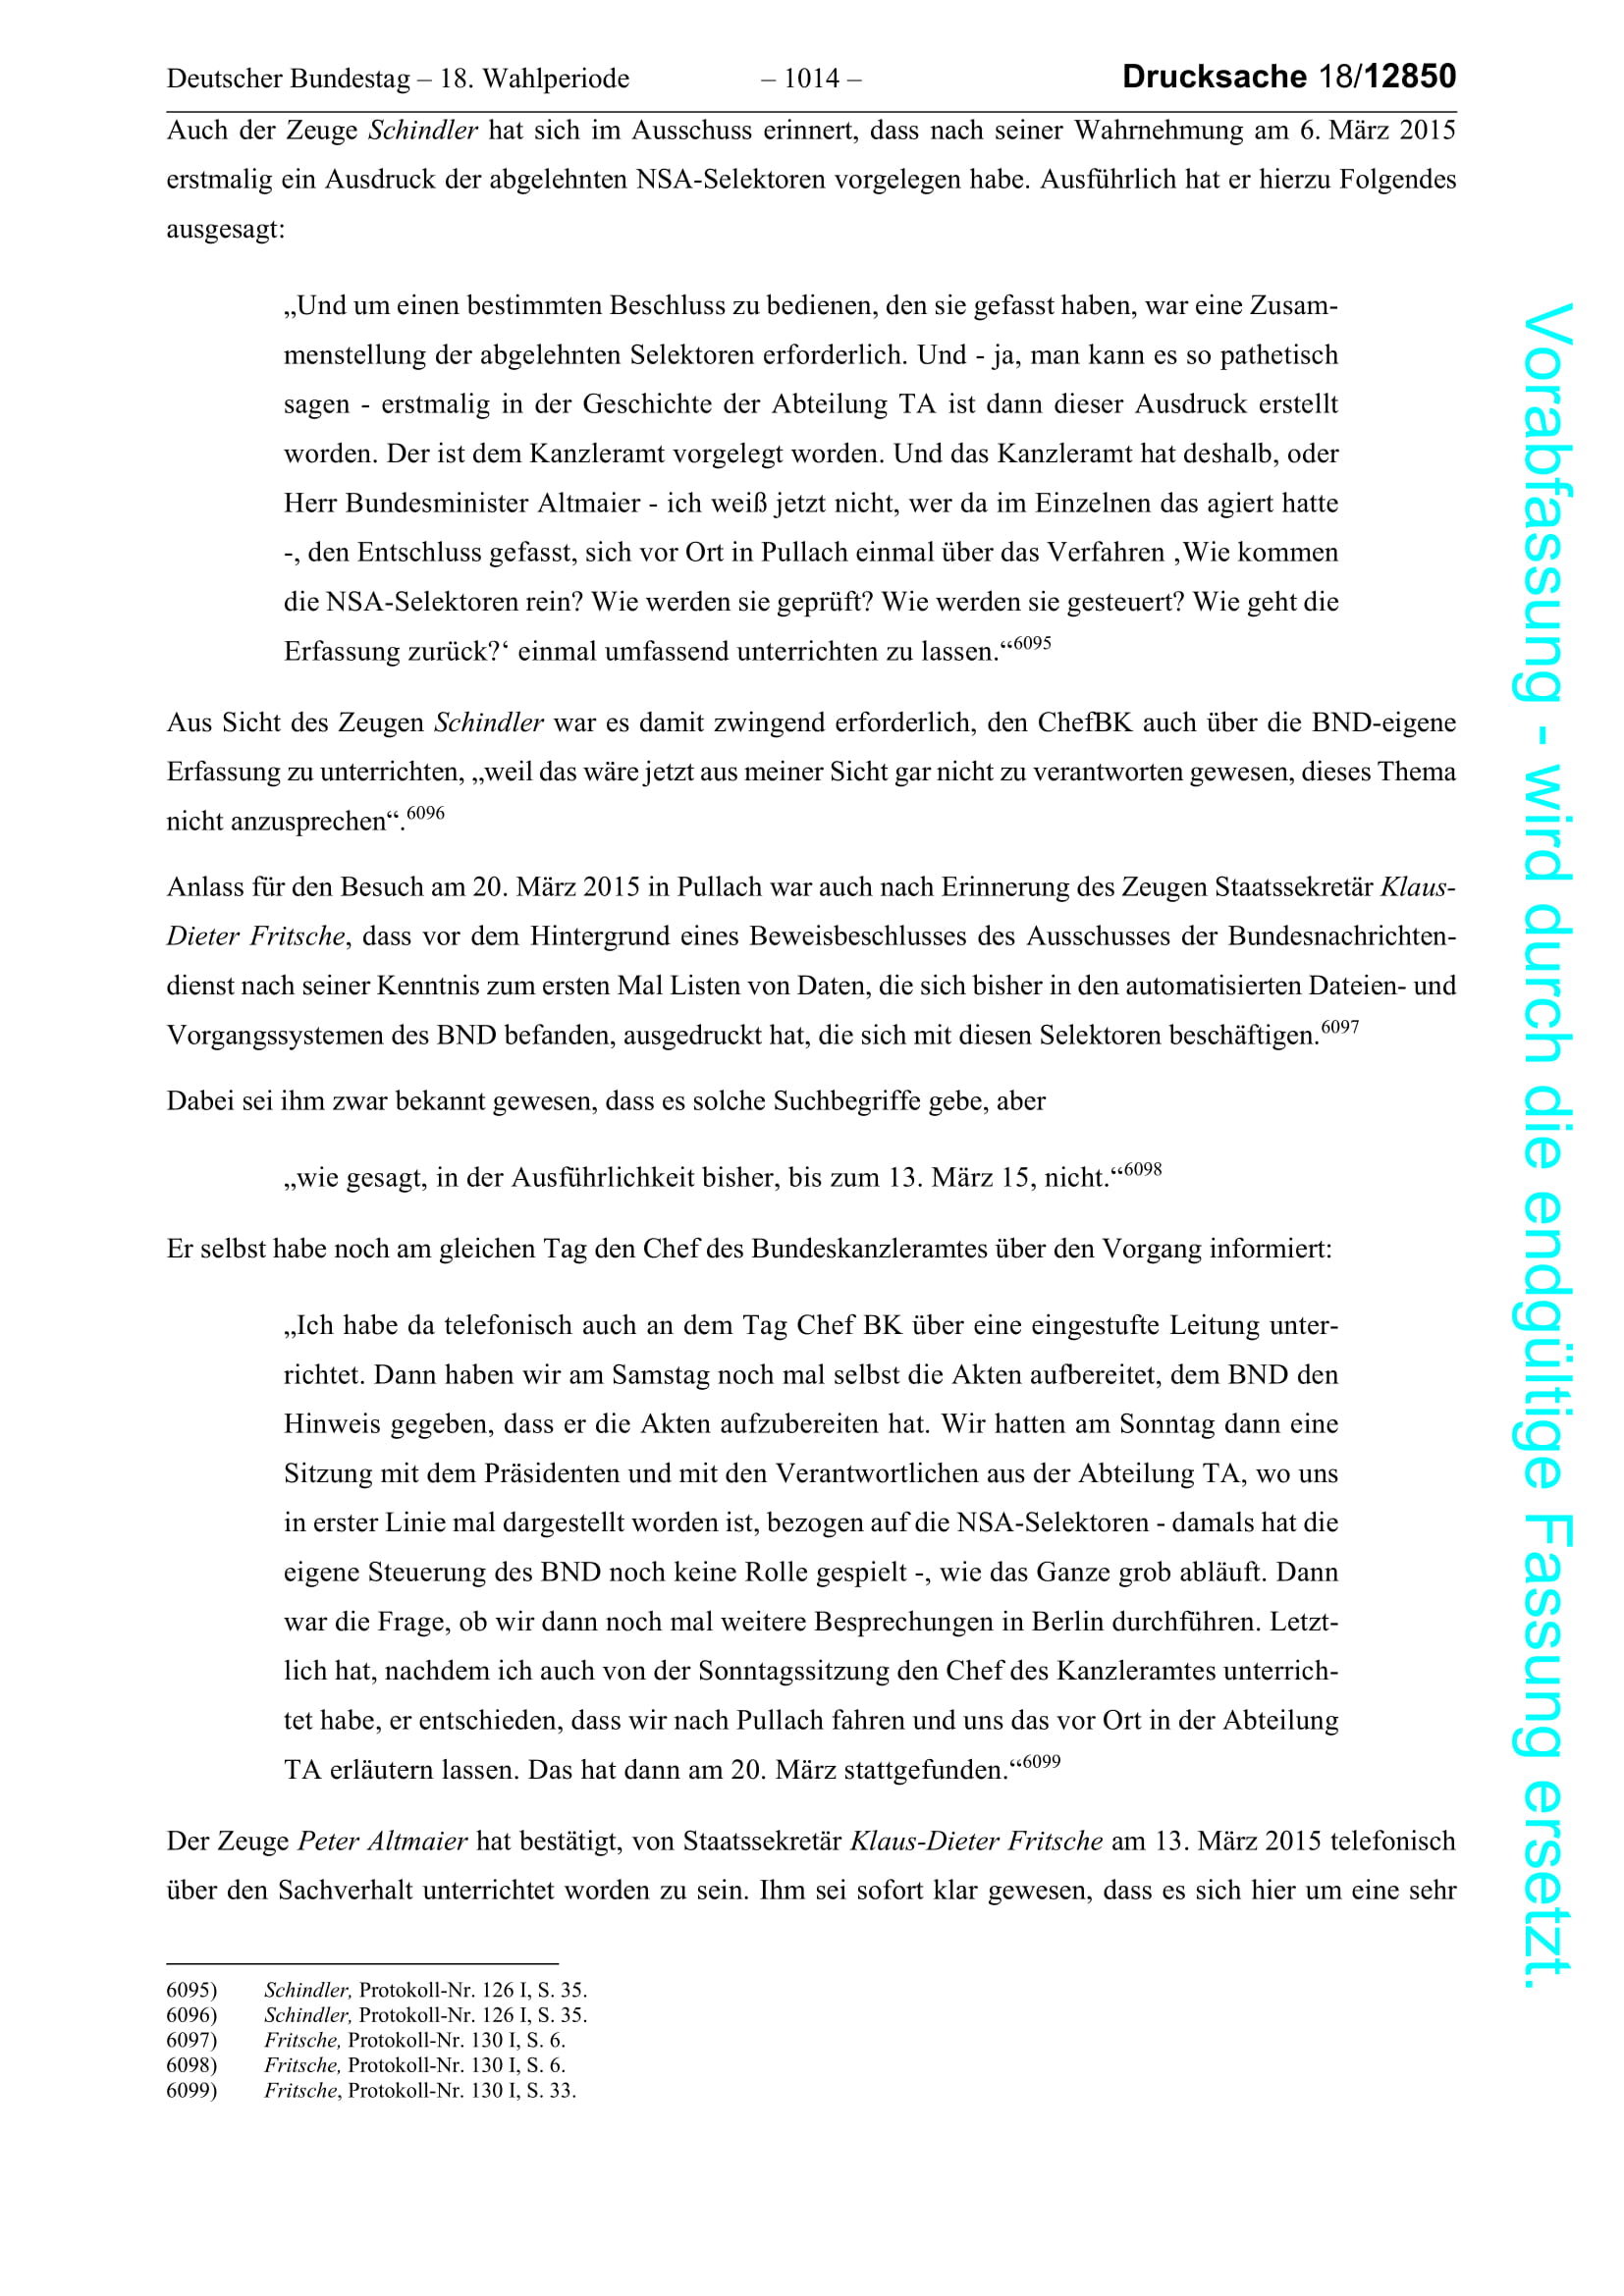 Deutscher Bundestag – 18. Wahlperiode – 1014 – Drucksache 18/12850
Auch der Zeuge Schindler hat sich im Ausschuss erinnert, dass nach seiner Wahrnehmung am 6. März 2015
erstmalig ein Ausdruck der abgelehnten NSA-Selektoren vorgelegen habe. Ausführlich hat er hierzu Folgendes
ausgesagt:
„Und um einen bestimmten Beschluss zu bedienen, den sie gefasst haben, war eine Zusam-
menstellung der abgelehnten Selektoren erforderlich. Und - ja, man kann es so pathetisch
sagen - erstmalig in der Geschichte der Abteilung TA ist dann dieser Ausdruck erstellt
worden. Der ist dem Kanzleramt vorgelegt worden. Und das Kanzleramt hat deshalb, oder
Herr Bundesminister Altmaier - ich weiß jetzt nicht, wer da im Einzelnen das agiert hatte
-, den Entschluss gefasst, sich vor Ort in Pullach einmal über das Verfahren ‚Wie kommen
die NSA-Selektoren rein? Wie werden sie geprüft? Wie werden sie gesteuert? Wie geht die
Erfassung zurück?‘ einmal umfassend unterrichten zu lassen.“6095
Aus Sicht des Zeugen Schindler war es damit zwingend erforderlich, den ChefBK auch über die BND-eigene
Erfassung zu unterrichten, „weil das wäre jetzt aus meiner Sicht gar nicht zu verantworten gewesen, dieses Thema
nicht anzusprechen“.6096
Anlass für den Besuch am 20. März 2015 in Pullach war auch nach Erinnerung des Zeugen Staatssekretär Klaus-
Dieter Fritsche, dass vor dem Hintergrund eines Beweisbeschlusses des Ausschusses der Bundesnachrichten-
dienst nach seiner Kenntnis zum ersten Mal Listen von Daten, die sich bisher in den automatisierten Dateien- und
Vorgangssystemen des BND befanden, ausgedruckt hat, die sich mit diesen Selektoren beschäftigen.6097
Dabei sei ihm zwar bekannt gewesen, dass es solche Suchbegriffe gebe, aber
„wie gesagt, in der Ausführlichkeit bisher, bis zum 13. März 15, nicht.“6098
Er selbst habe noch am gleichen Tag den Chef des Bundeskanzleramtes über den Vorgang informiert:
„Ich habe da telefonisch auch an dem Tag Chef BK über eine eingestufte Leitung unter-
richtet. Dann haben wir am Samstag noch mal selbst die Akten aufbereitet, dem BND den
Hinweis gegeben, dass er die Akten aufzubereiten hat. Wir hatten am Sonntag dann eine
Sitzung mit dem Präsidenten und mit den Verantwortlichen aus der Abteilung TA, wo uns
in erster Linie mal dargestellt worden ist, bezogen auf die NSA-Selektoren - damals hat die
eigene Steuerung des BND noch keine Rolle gespielt -, wie das Ganze grob abläuft. Dann
war die Frage, ob wir dann noch mal weitere Besprechungen in Berlin durchführen. Letzt-
lich hat, nachdem ich auch von der Sonntagssitzung den Chef des Kanzleramtes unterrich-
tet habe, er entschieden, dass wir nach Pullach fahren und uns das vor Ort in der Abteilung
TA erläutern lassen. Das hat dann am 20. März stattgefunden.“6099
Der Zeuge Peter Altmaier hat bestätigt, von Staatssekretär Klaus-Dieter Fritsche am 13. März 2015 telefonisch
über den Sachverhalt unterrichtet worden zu sein. Ihm sei sofort klar gewesen, dass es sich hier um eine sehr
6095) Schindler, Protokoll-Nr. 126 I, S. 35.
6096) Schindler, Protokoll-Nr. 126 I, S. 35.
6097) Fritsche, Protokoll-Nr. 130 I, S. 6.
6098) Fritsche, Protokoll-Nr. 130 I, S. 6.
6099) Fritsche, Protokoll-Nr. 130 I, S. 33.
Vorabfassung - wird durch die endgültige Fassung ersetzt.